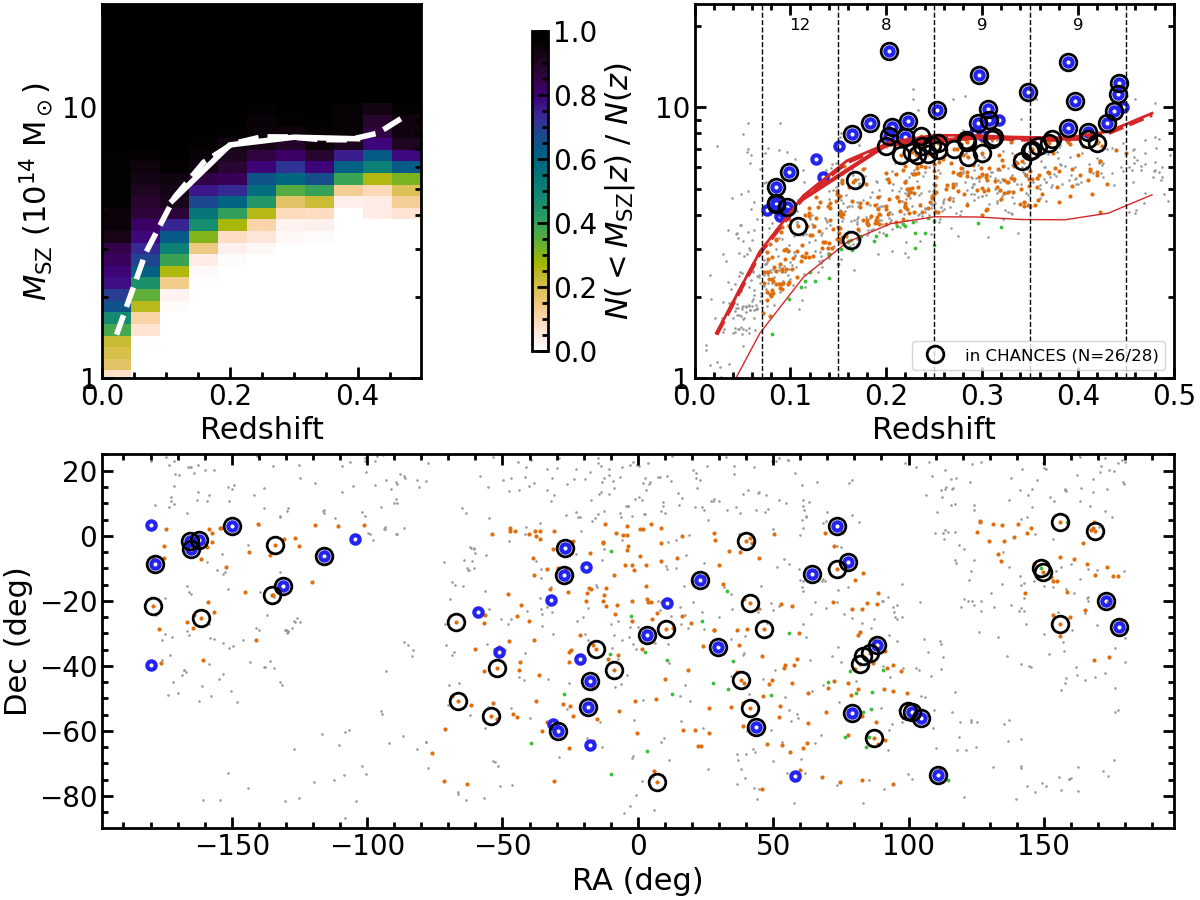 10
1
0.0
0.2
0.4
Redshift
M_SZ (10^14 M_⊙)
1.0
0.8
0.6
0.4
0.2
0.0
N(< M_SZ|z) / N(z)
12 8 9 9
10
1
in CHANCES (N=26/28)
0.0 0.1 0.2 0.3 0.4 0.5
Redshift
20
0
−20
−40
−60
−80
Dec (deg)
−150 −100 −50 0 50 100 150
RA (deg)